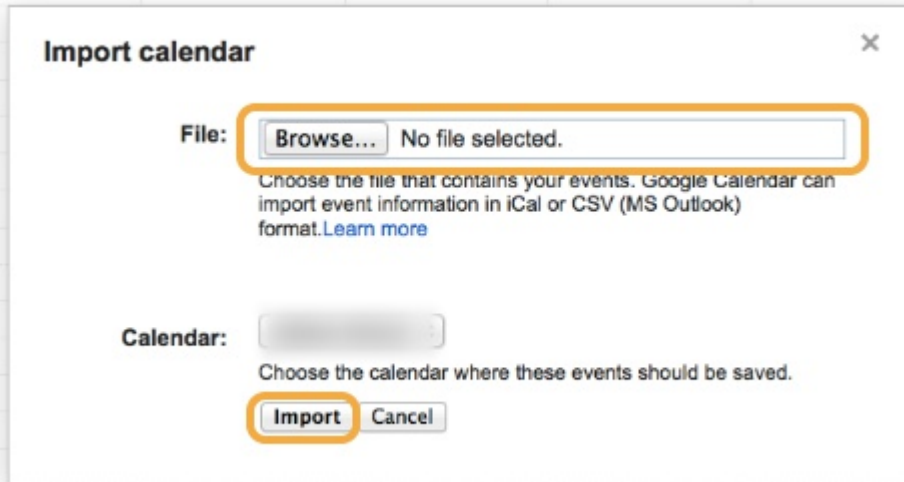 Import calendar
×
File: Browse... No file selected.
Choose the file that contains your events. Google Calendar can
import event information in iCal or CSV (MS Outlook)
format.Learn more
Calendar:
Choose the calendar where these events should be saved.
Import Cancel